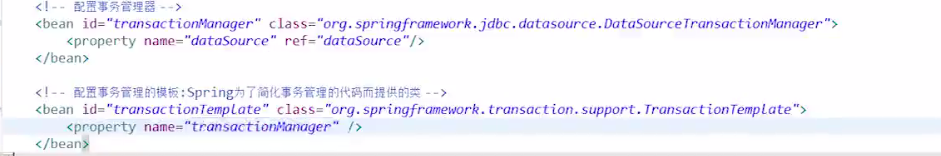 <!-- 配置事务管理器 -->
<bean id="transactionManager" class="org.springframework.jdbc.datasource.DataSourceTransactionManager">
<property name="dataSource" ref="dataSource"/>
</bean>
<!-- 配置事务管理的模板:Spring为了简化事务管理的代码而提供的类 -->
<bean id="transactionTemplate" class="org.springframework.transaction.support.TransactionTemplate">
<property name="transactionManager" />
</bean>